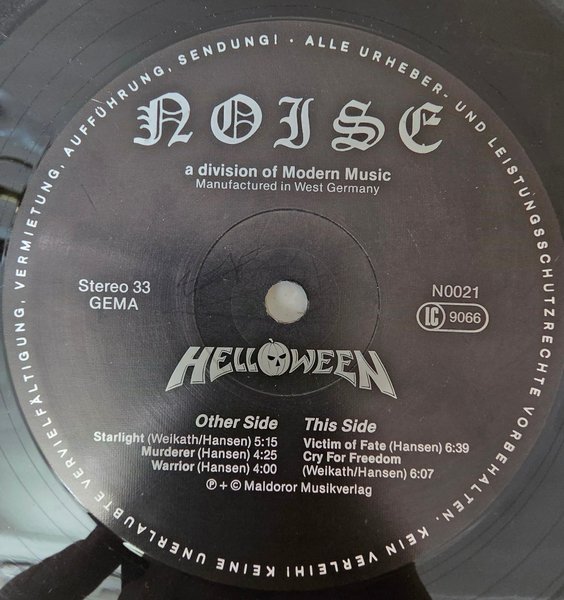 · ALLE URHEBER- UND LEISTUNGSSCHUTZRECHTE VORBEHALTEN. KEIN VERLEIH! KEINE UNERLAUBTE VERVIELFÄLTIGUNG, VERMIETUNG, AUFFÜHRUNG, SENDUNG!
NOISE
a division of Modern Music
Manufactured in West Germany
Stereo 33
GEMA
N0021
LC 9066
HELLOWEEN
Other Side
Starlight (Weikath/Hansen) 5:15
Murderer (Hansen) 4:25
Warrior (Hansen) 4:00
This Side
Victim of Fate (Hansen) 6:39
Cry For Freedom
(Weikath/Hansen) 6:07
℗ + © Maldoror Musikverlag